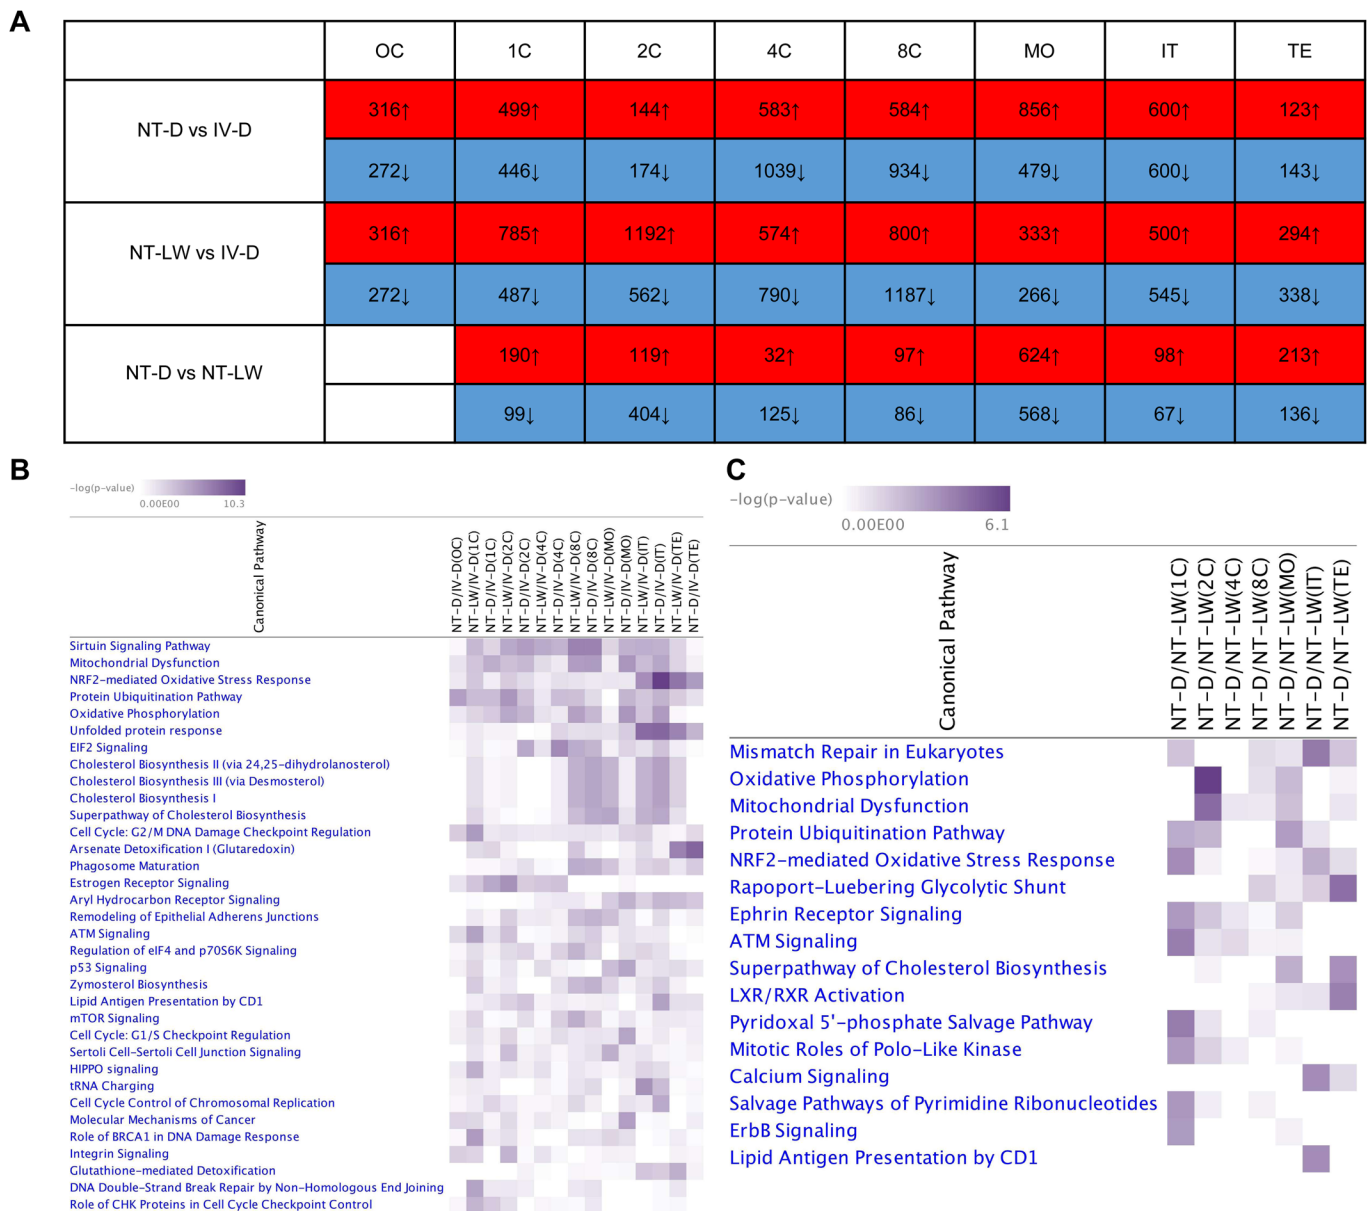 A
OC 1C 2C 4C 8C MO IT TE
NT-D vs IV-D
316↑ 499↑ 144↑ 583↑ 584↑ 856↑ 600↑ 123↑
272↓ 446↓ 174↓ 1039↓ 934↓ 479↓ 600↓ 143↓
NT-LW vs IV-D
316↑ 785↑ 1192↑ 574↑ 800↑ 333↑ 500↑ 294↑
272↓ 487↓ 562↓ 790↓ 1187↓ 266↓ 545↓ 338↓
NT-D vs NT-LW
190↑ 119↑ 32↑ 97↑ 624↑ 98↑ 213↑
99↓ 404↓ 125↓ 86↓ 568↓ 67↓ 136↓
B
-log(p-value)
0.00E00 10.3
Canonical Pathway
NT-D/IV-D(OC)
NT-LW/IV-D(1C)
NT-D/IV-D(1C)
NT-LW/IV-D(2C)
NT-D/IV-D(2C)
NT-LW/IV-D(4C)
NT-D/IV-D(4C)
NT-LW/IV-D(8C)
NT-D/IV-D(8C)
NT-LW/IV-D(MO)
NT-D/IV-D(MO)
NT-LW/IV-D(IT)
NT-D/IV-D(IT)
NT-LW/IV-D(TE)
NT-D/IV-D(TE)
Sirtuin Signaling Pathway
Mitochondrial Dysfunction
NRF2-mediated Oxidative Stress Response
Protein Ubiquitination Pathway
Oxidative Phosphorylation
Unfolded protein response
EIF2 Signaling
Cholesterol Biosynthesis II (via 24,25-dihydrolanosterol)
Cholesterol Biosynthesis III (via Desmosterol)
Cholesterol Biosynthesis I
Superpathway of Cholesterol Biosynthesis
Cell Cycle: G2/M DNA Damage Checkpoint Regulation
Arsenate Detoxification I (Glutaredoxin)
Phagosome Maturation
Estrogen Receptor Signaling
Aryl Hydrocarbon Receptor Signaling
Remodeling of Epithelial Adherens Junctions
ATM Signaling
Regulation of eIF4 and p70S6K Signaling
p53 Signaling
Zymosterol Biosynthesis
Lipid Antigen Presentation by CD1
mTOR Signaling
Cell Cycle: G1/S Checkpoint Regulation
Sertoli Cell-Sertoli Cell Junction Signaling
HIPPO signaling
tRNA Charging
Cell Cycle Control of Chromosomal Replication
Molecular Mechanisms of Cancer
Role of BRCA1 in DNA Damage Response
Integrin Signaling
Glutathione-mediated Detoxification
DNA Double-Strand Break Repair by Non-Homologous End Joining
Role of CHK Proteins in Cell Cycle Checkpoint Control
C
-log(p-value)
0.00E00 6.1
Canonical Pathway
NT-D/NT-LW(1C)
NT-D/NT-LW(2C)
NT-D/NT-LW(4C)
NT-D/NT-LW(8C)
NT-D/NT-LW(MO)
NT-D/NT-LW(IT)
NT-D/NT-LW(TE)
Mismatch Repair in Eukaryotes
Oxidative Phosphorylation
Mitochondrial Dysfunction
Protein Ubiquitination Pathway
NRF2-mediated Oxidative Stress Response
Rapoport-Luebering Glycolytic Shunt
Ephrin Receptor Signaling
ATM Signaling
Superpathway of Cholesterol Biosynthesis
LXR/RXR Activation
Pyridoxal 5'-phosphate Salvage Pathway
Mitotic Roles of Polo-Like Kinase
Calcium Signaling
Salvage Pathways of Pyrimidine Ribonucleotides
ErbB Signaling
Lipid Antigen Presentation by CD1